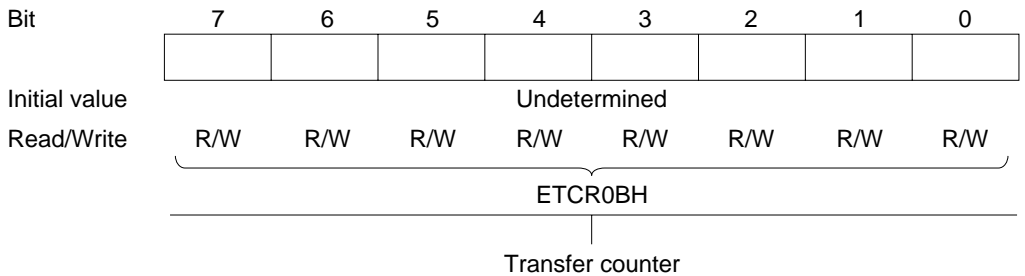 Bit 7 6 5 4 3 2 1 0
Initial value Undetermined
Read/Write R/W R/W R/W R/W R/W R/W R/W R/W
ETCR0BH
Transfer counter